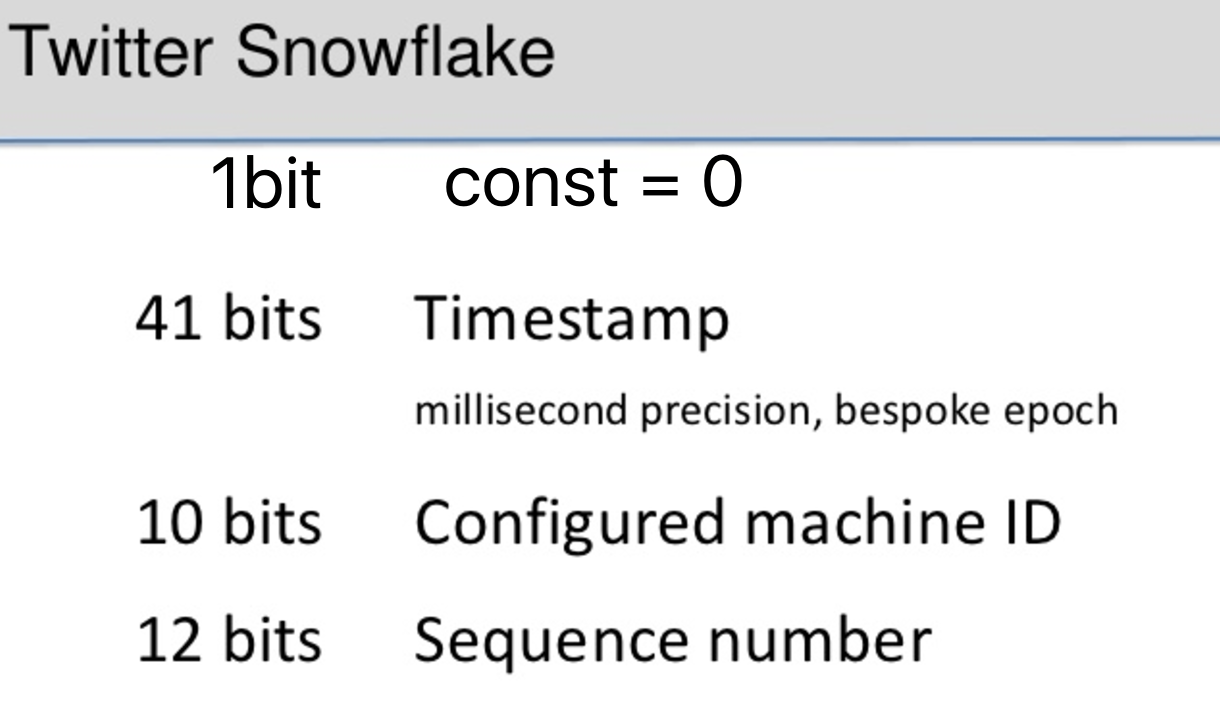 Twitter Snowflake
1bit const = 0
41 bits Timestamp
millisecond precision, bespoke epoch
10 bits Configured machine ID
12 bits Sequence number